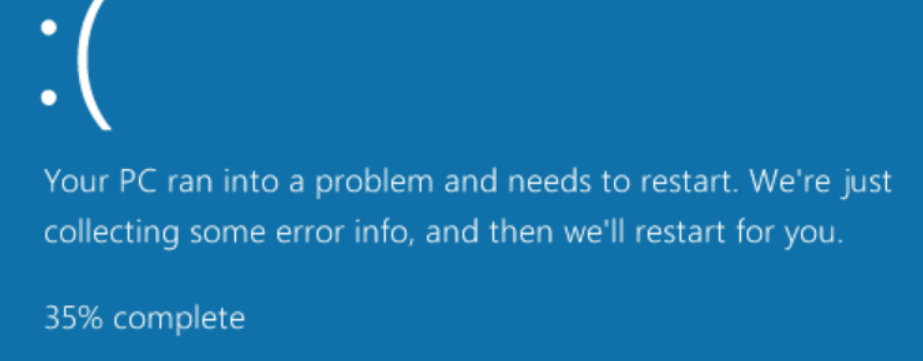 :(
Your PC ran into a problem and needs to restart. We're just
collecting some error info, and then we'll restart for you.
35% complete